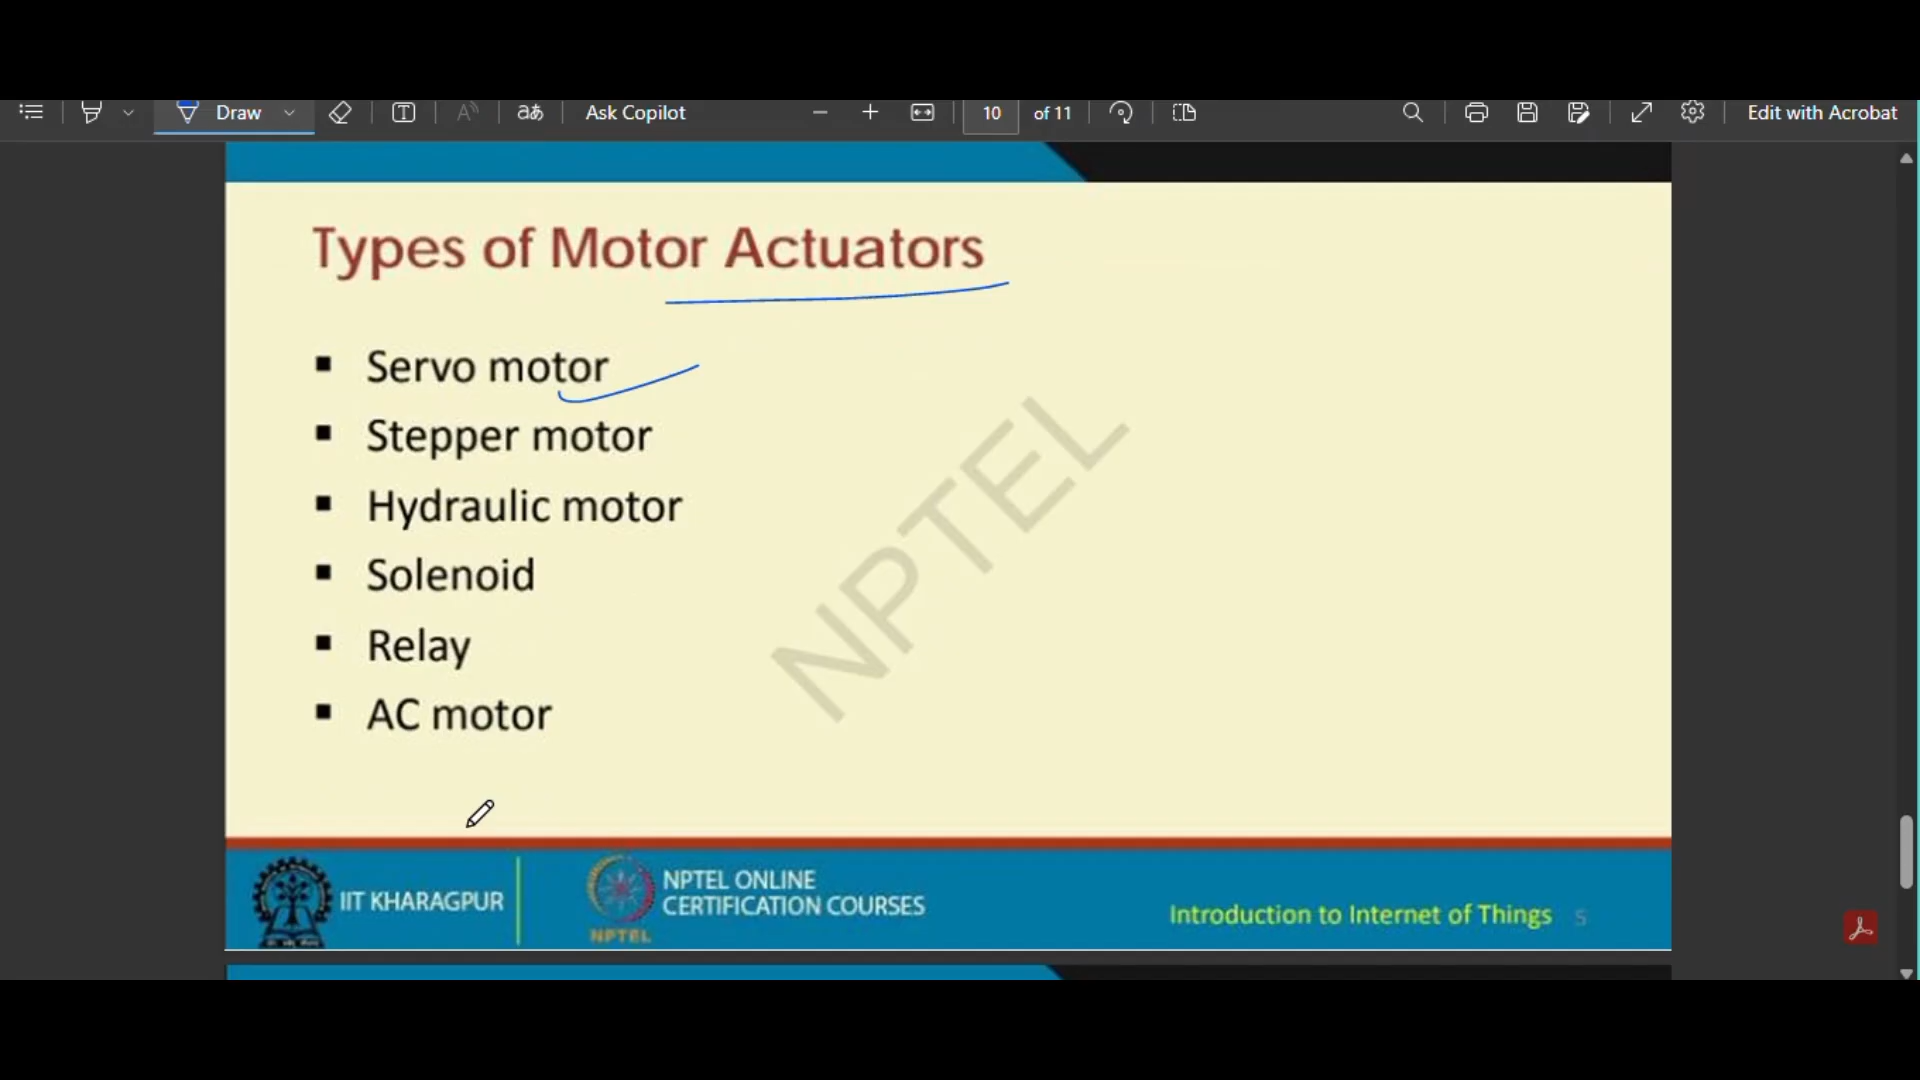 Draw
Ask Copilot
10 of 11
Edit with Acrobat
Types of Motor Actuators
Servo motor
Stepper motor
Hydraulic motor
Solenoid
Relay
AC motor
NPTEL
IIT KHARAGPUR
NPTEL
NPTEL ONLINE
CERTIFICATION COURSES
Introduction to Internet of Things 5